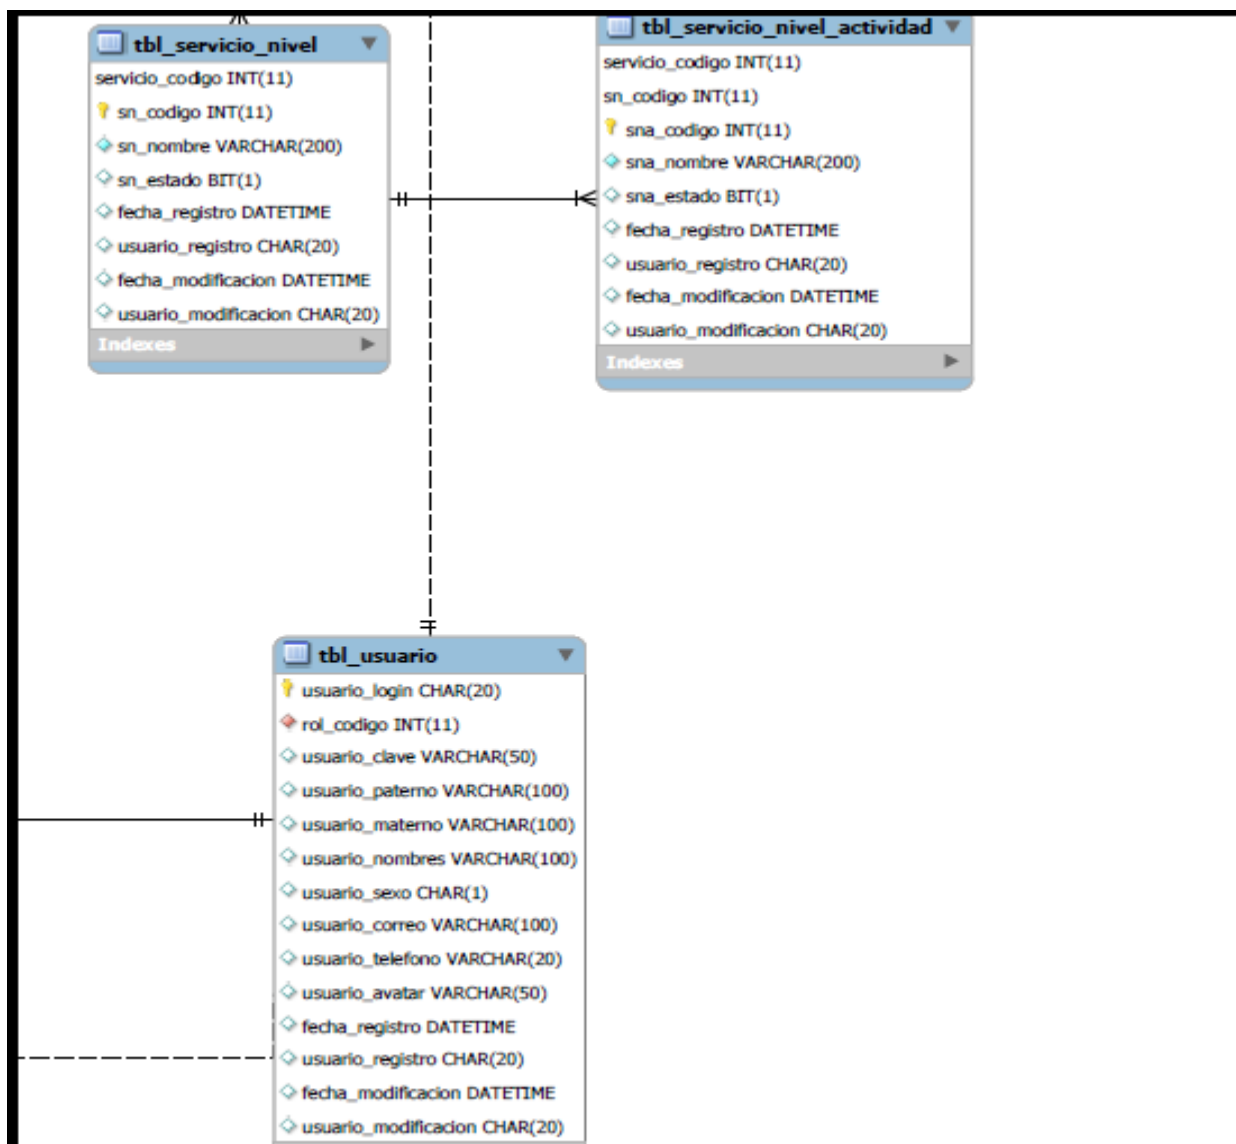 tbl_servicio_nivel
servicio_codigo INT(11)
sn_codigo INT(11)
sn_nombre VARCHAR(200)
sn_estado BIT(1)
fecha_registro DATETIME
usuario_registro CHAR(20)
fecha_modificacion DATETIME
usuario_modificacion CHAR(20)
Indexes
tbl_servicio_nivel_actividad
servicio_codigo INT(11)
sn_codigo INT(11)
sna_codigo INT(11)
sna_nombre VARCHAR(200)
sna_estado BIT(1)
fecha_registro DATETIME
usuario_registro CHAR(20)
fecha_modificacion DATETIME
usuario_modificacion CHAR(20)
Indexes
tbl_usuario
usuario_login CHAR(20)
rol_codigo INT(11)
usuario_clave VARCHAR(50)
usuario_paterno VARCHAR(100)
usuario_materno VARCHAR(100)
usuario_nombres VARCHAR(100)
usuario_sexo CHAR(1)
usuario_correo VARCHAR(100)
usuario_telefono VARCHAR(20)
usuario_avatar VARCHAR(50)
fecha_registro DATETIME
usuario_registro CHAR(20)
fecha_modificacion DATETIME
usuario_modificacion CHAR(20)